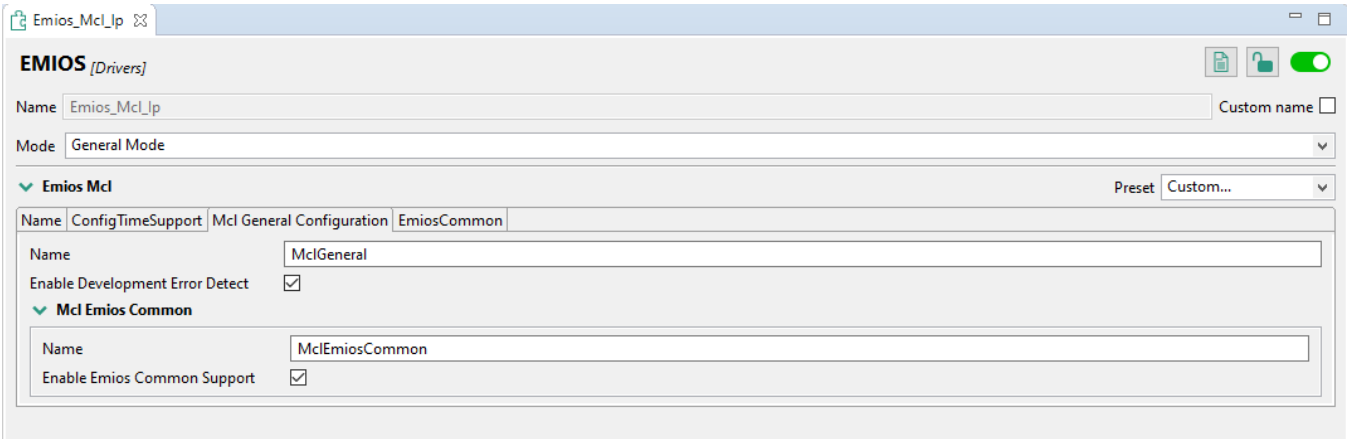 Emios_Mcl_Ip
EMIOS [Drivers]
Name Emios_Mcl_Ip Custom name
Mode General Mode
Emios Mcl Preset Custom...
Name ConfigTimeSupport Mcl General Configuration EmiosCommon
Name MclGeneral
Enable Development Error Detect
Mcl Emios Common
Name MclEmiosCommon
Enable Emios Common Support